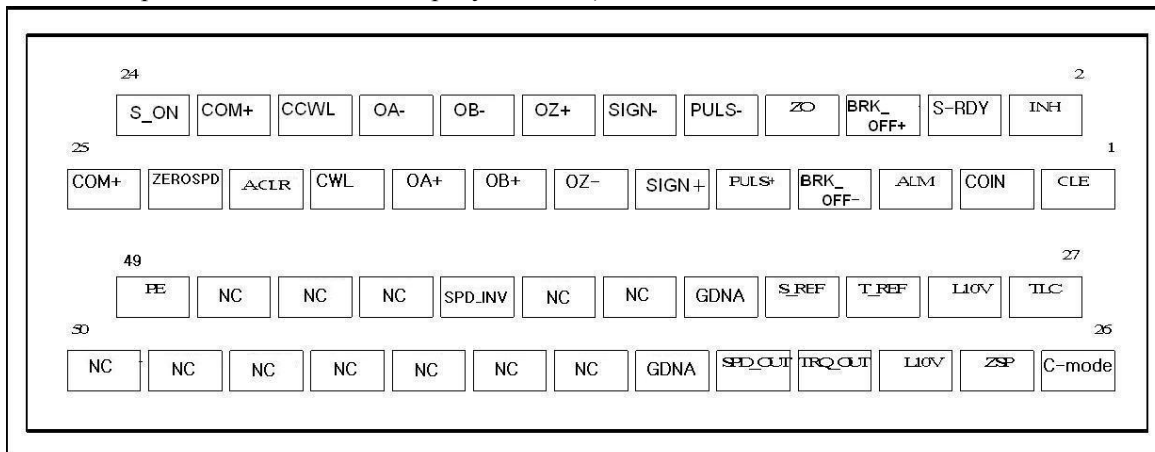 24 2
S_ON COM+ CCWL OA- OB- OZ+ SIGN- PULS- ZO BRK_OFF+ S-RDY INH
25 1
COM+ ZEROSPD ACLR CWL OA+ OB+ OZ- SIGN+ PULS+ BRK_OFF- ALM COIN CLE
49 27
PE NC NC NC SPD_INV NC NC GDNA S_REF T_REF L10V TLC
50 26
NC NC NC NC NC NC NC GDNA SPD_OUT TRQ_OUT L10V ZSP C-mode